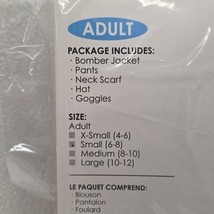 ADULT
PACKAGE INCLUDES:
· Bomber Jacket
· Pants
· Neck Scarf
· Hat
· Goggles
SIZE:
Adult
X-Small (4-6)
Small (6-8)
Medium (8-10)
Large (10-12)
LE PAQUET COMPREND:
· Blouson
· Pantalon
· Foulard